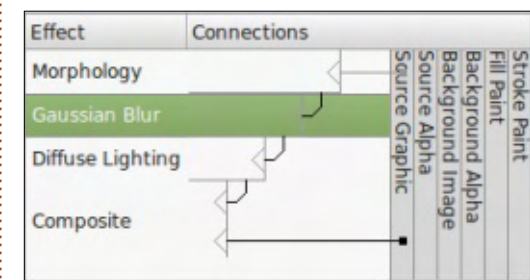 Effect
Connections
Morphology
Gaussian Blur
Diffuse Lighting
Composite
Source Graphic
Source Alpha
Background Image
Background Alpha
Fill Paint
Stroke Paint